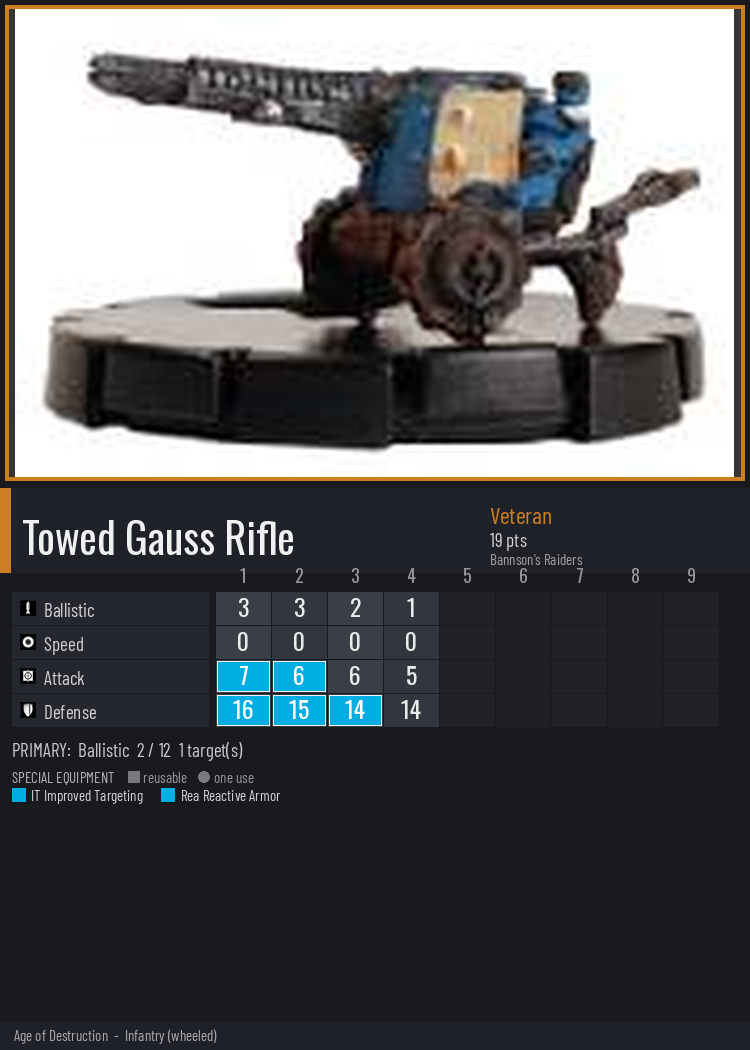 Towed Gauss Rifle
Veteran
19 pts
Bannson's Raiders
1 2 3 4 5 6 7 8 9
Ballistic 3 3 2 1
Speed 0 0 0 0
Attack 7 6 6 5
Defense 16 15 14 14
PRIMARY: Ballistic 2 / 12 1 target(s)
SPECIAL EQUIPMENT reusable one use
IT Improved Targeting Rea Reactive Armor
Age of Destruction - Infantry (wheeled)